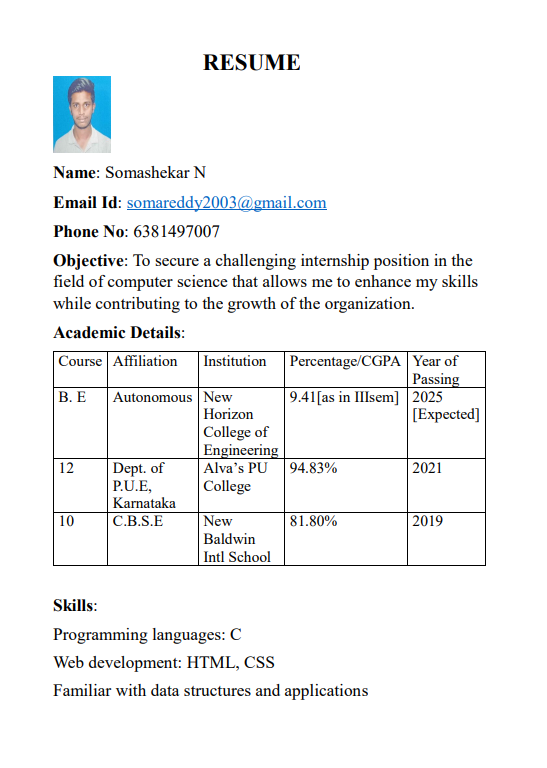 RESUME
Name: Somashekar N
Email Id: somareddy2003@gmail.com
Phone No: 6381497007
Objective: To secure a challenging internship position in the
field of computer science that allows me to enhance my skills
while contributing to the growth of the organization.
Academic Details:
Course Affiliation Institution Percentage/CGPA Year of
Passing
B. E Autonomous New 9.41[as in IIIsem] 2025
Horizon [Expected]
College of
Engineering
12 Dept. of Alva's PU 94.83% 2021
P.U.E, College
Karnataka
10 C.B.S.E New 81.80% 2019
Baldwin
Intl School
Skills:
Programming languages: C
Web development: HTML, CSS
Familiar with data structures and applications